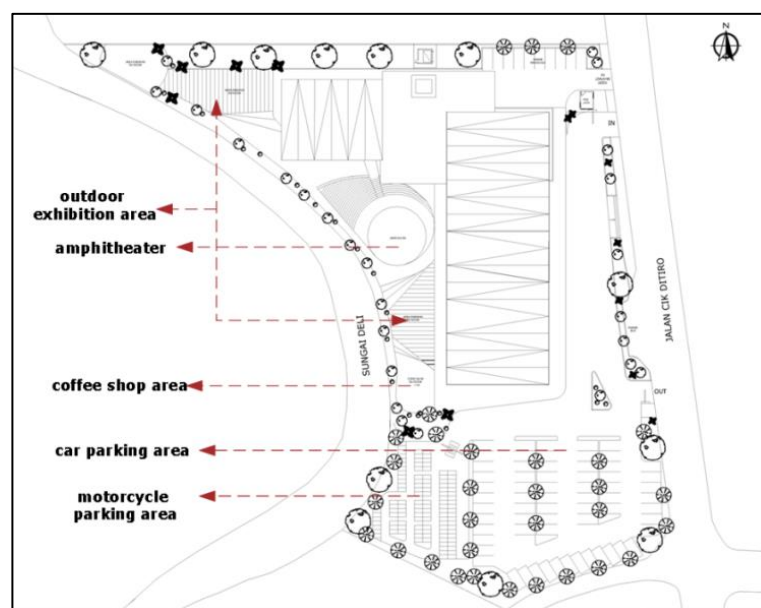 N
IN
outdoor
exhibition area
amphitheater
JALAN CIK DITIRO
SUNGAI DELI
coffee shop area
OUT
car parking area
motorcycle
parking area